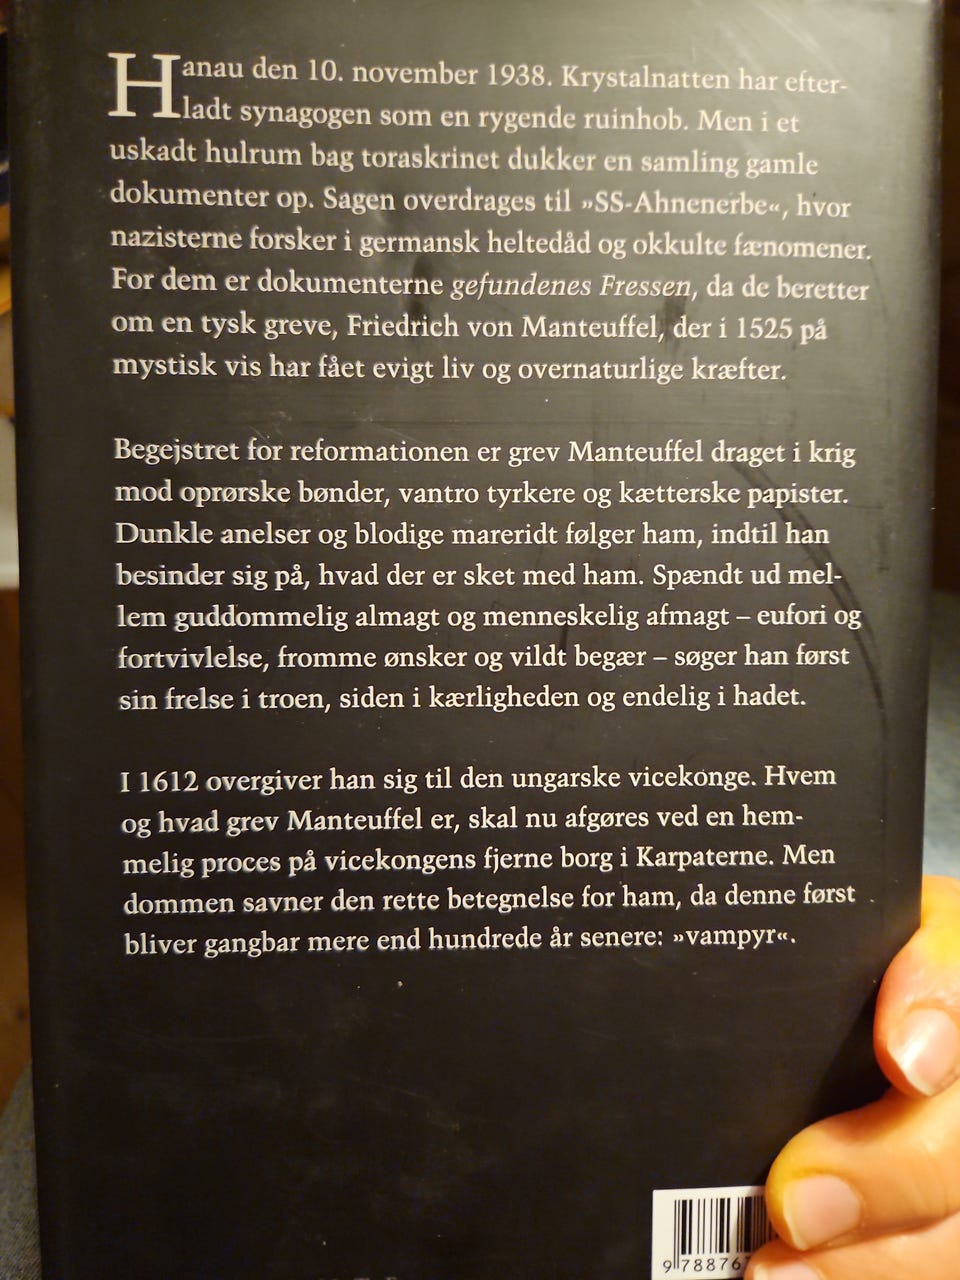 Hanau den 10. november 1938. Krystalnatten har efter-
ladt synagogen som en rygende ruinhob. Men i et
uskadt hulrum bag toraskrinet dukker en samling gamle
dokumenter op. Sagen overdrages til »SS-Ahnenerbe«, hvor
nazisterne forsker i germansk heltedåd og okkulte fænomener.
For dem er dokumenterne gefundenes Fressen, da de beretter
om en tysk greve, Friedrich von Manteuffel, der i 1525 på
mystisk vis har fået evigt liv og overnaturlige kræfter.
Begejstret for reformationen er grev Manteuffel draget i krig
mod oprørske bønder, vantro tyrkere og kætterske papister.
Dunkle anelser og blodige mareridt følger ham, indtil han
besinder sig på, hvad der er sket med ham. Spændt ud mel-
lem guddommelig almagt og menneskelig afmagt – eufori og
fortvivlelse, fromme ønsker og vildt begær – søger han først
sin frelse i troen, siden i kærligheden og endelig i hadet.
I 1612 overgiver han sig til den ungarske vicekonge. Hvem
og hvad grev Manteuffel er, skal nu afgøres ved en hem-
melig proces på vicekongens fjerne borg i Karpaterne. Men
dommen savner den rette betegnelse for ham, da denne først
bliver gangbar mere end hundrede år senere: »vampyr«.
9 78876